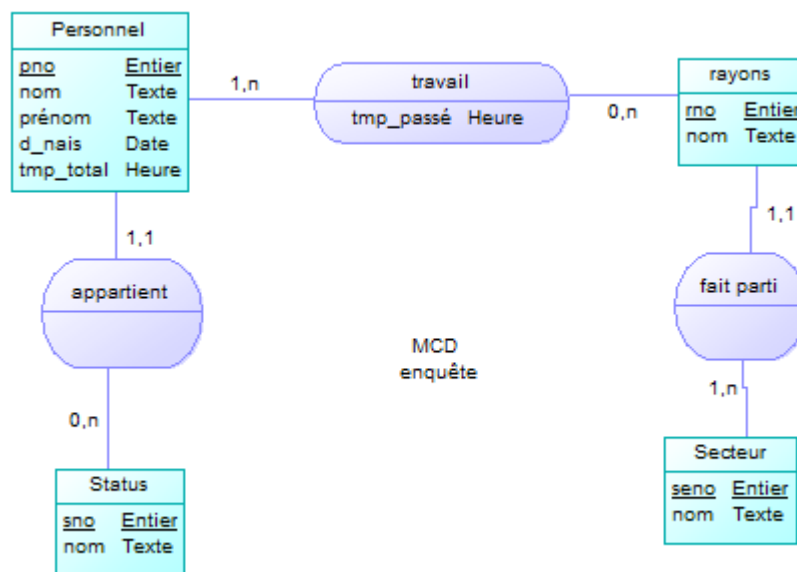 Personnel
pno Entier
nom Texte
prénom Texte
d_nais Date
tmp_total Heure
1,n
travail
tmp_passé Heure
0,n
rayons
rno Entier
nom Texte
1,1
appartient
1,1
fait parti
MCD
enquête
0,n
1,n
Status
sno Entier
nom Texte
Secteur
seno Entier
nom Texte